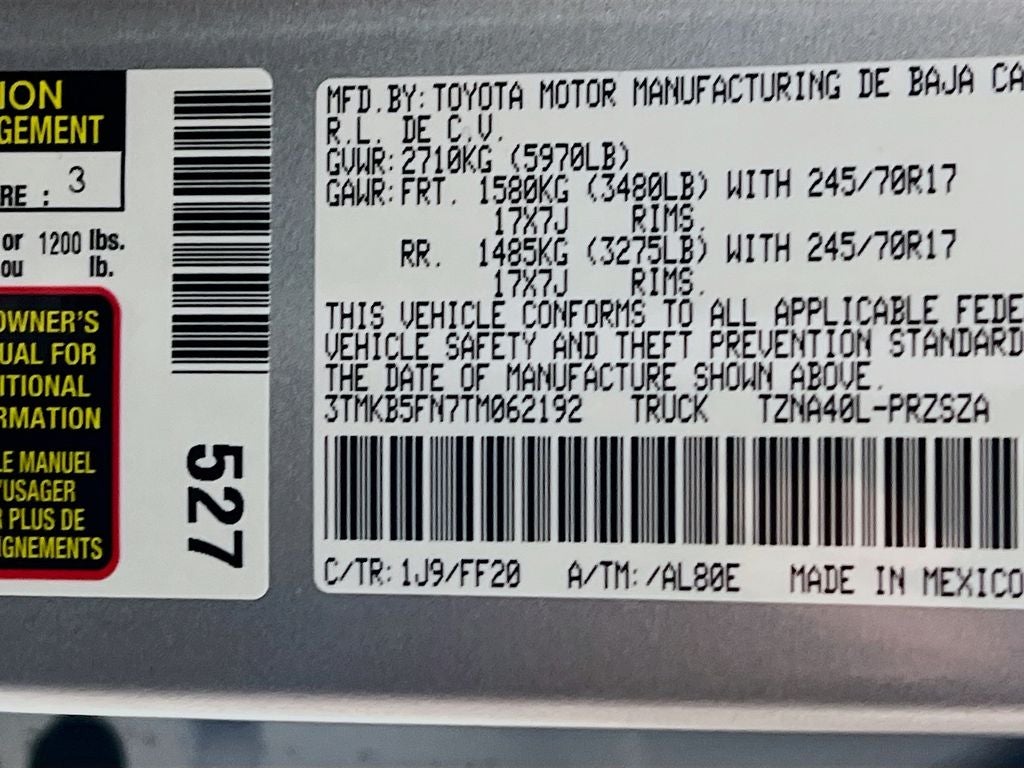 ION
GEMENT
RE : 3
or 1200 lbs.
ou lb.
OWNER'S
UAL FOR
ITIONAL
RMATION
LE MANUEL
'USAGER
R PLUS DE
IGNEMENTS
527
MFD.BY:TOYOTA MOTOR MANUFACTURING DE BAJA CA
R.L. DE C.V.
GVWR:2710KG (5970LB)
GAWR:FRT. 1580KG (3480LB) WITH 245/70R17
17X7J RIMS.
RR. 1485KG (3275LB) WITH 245/70R17
17X7J RIMS.
THIS VEHICLE CONFORMS TO ALL APPLICABLE FEDE
VEHICLE SAFETY AND THEFT PREVENTION STANDARD
THE DATE OF MANUFACTURE SHOWN ABOVE.
3TMKB5FN7TM062192 TRUCK TZNA40L-PRZSZA
C/TR:1J9/FF20 A/TM:/AL80E MADE IN MEXICO